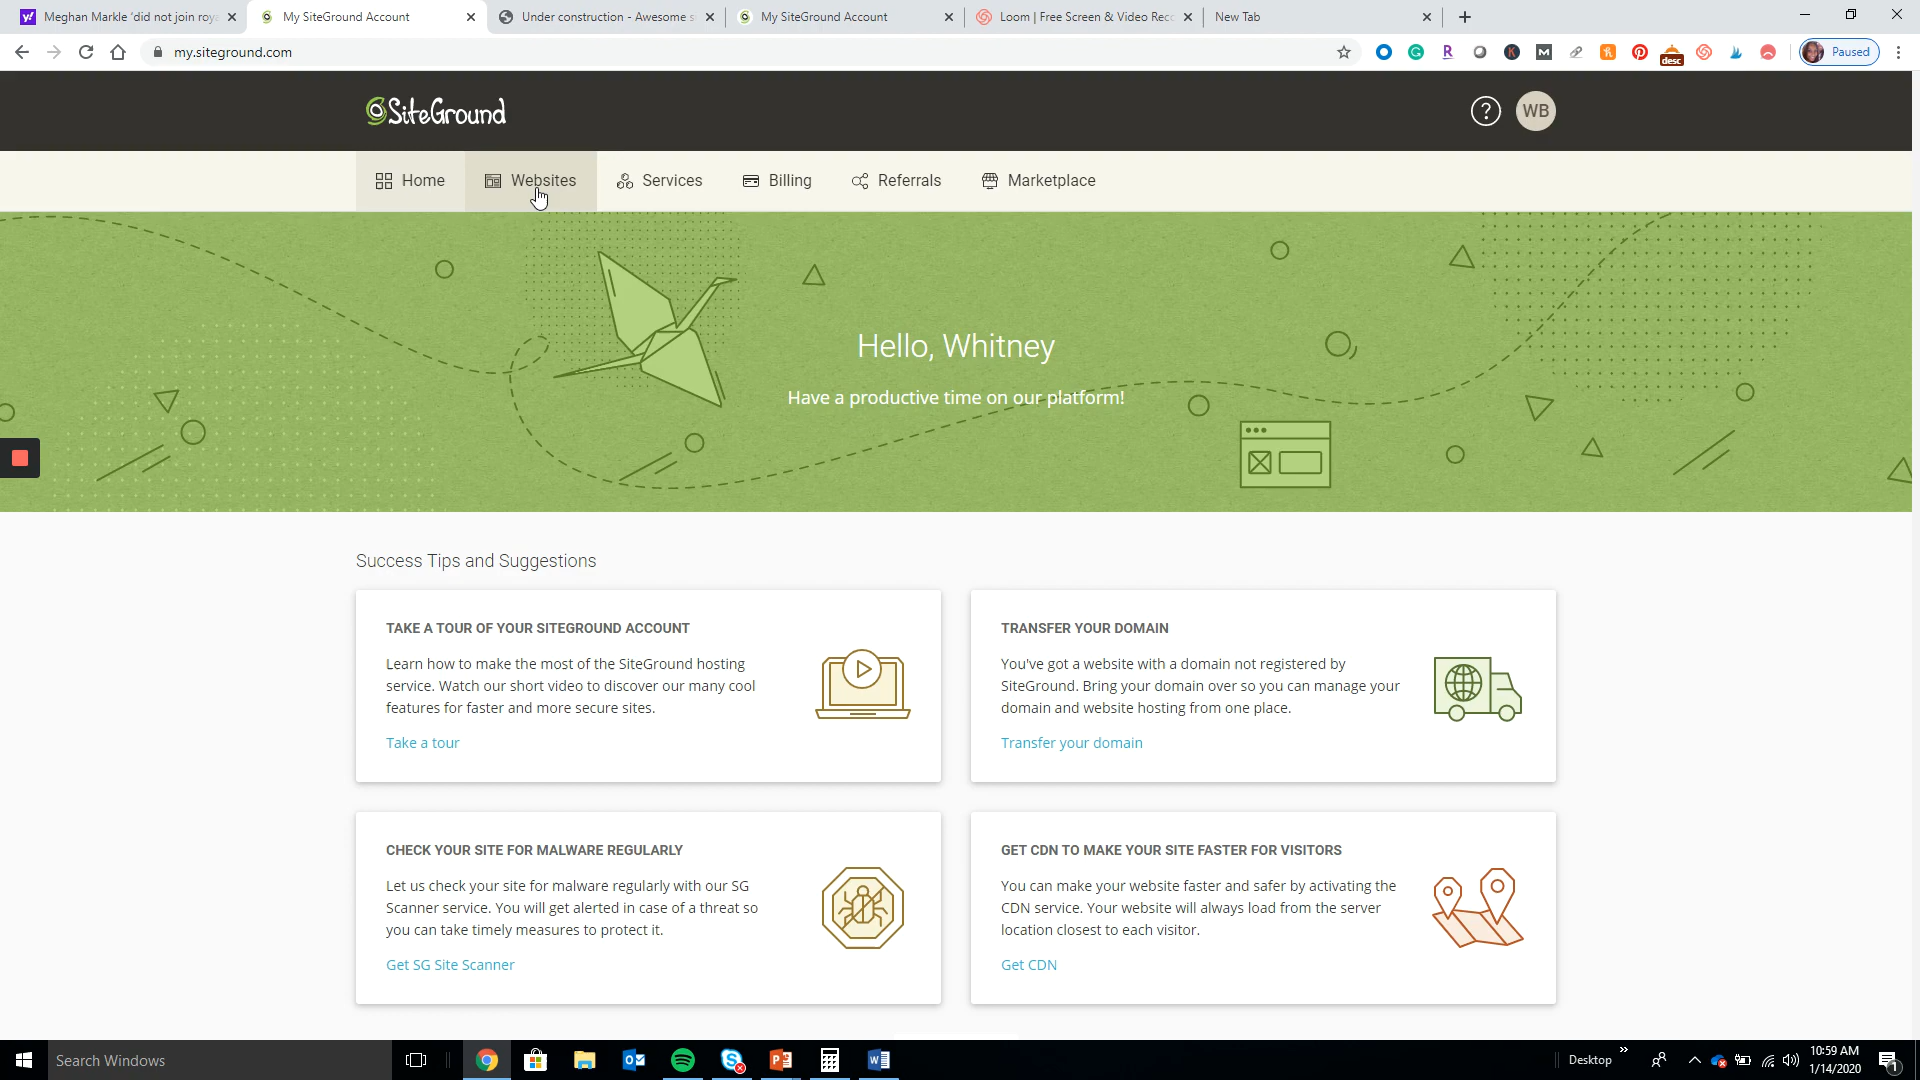 Meghan Markle 'did not join roya
My SiteGround Account
Under construction - Awesome s
My SiteGround Account
Loom | Free Screen & Video Rec
New Tab
my.siteground.com
desc
Paused
SiteGround
?
WB
Home
Websites
Services
Billing
Referrals
Marketplace
Hello, Whitney
Have a productive time on our platform!
Success Tips and Suggestions
TAKE A TOUR OF YOUR SITEGROUND ACCOUNT
Learn how to make the most of the SiteGround hosting
service. Watch our short video to discover our many cool
features for faster and more secure sites.
Take a tour
TRANSFER YOUR DOMAIN
You've got a website with a domain not registered by
SiteGround. Bring your domain over so you can manage your
domain and website hosting from one place.
Transfer your domain
CHECK YOUR SITE FOR MALWARE REGULARLY
Let us check your site for malware regularly with our SG
Scanner service. You will get alerted in case of a threat so
you can take timely measures to protect it.
Get SG Site Scanner
GET CDN TO MAKE YOUR SITE FASTER FOR VISITORS
You can make your website faster and safer by activating the
CDN service. Your website will always load from the server
location closest to each visitor.
Get CDN
Search Windows
Desktop
10:59 AM
1/14/2020
1